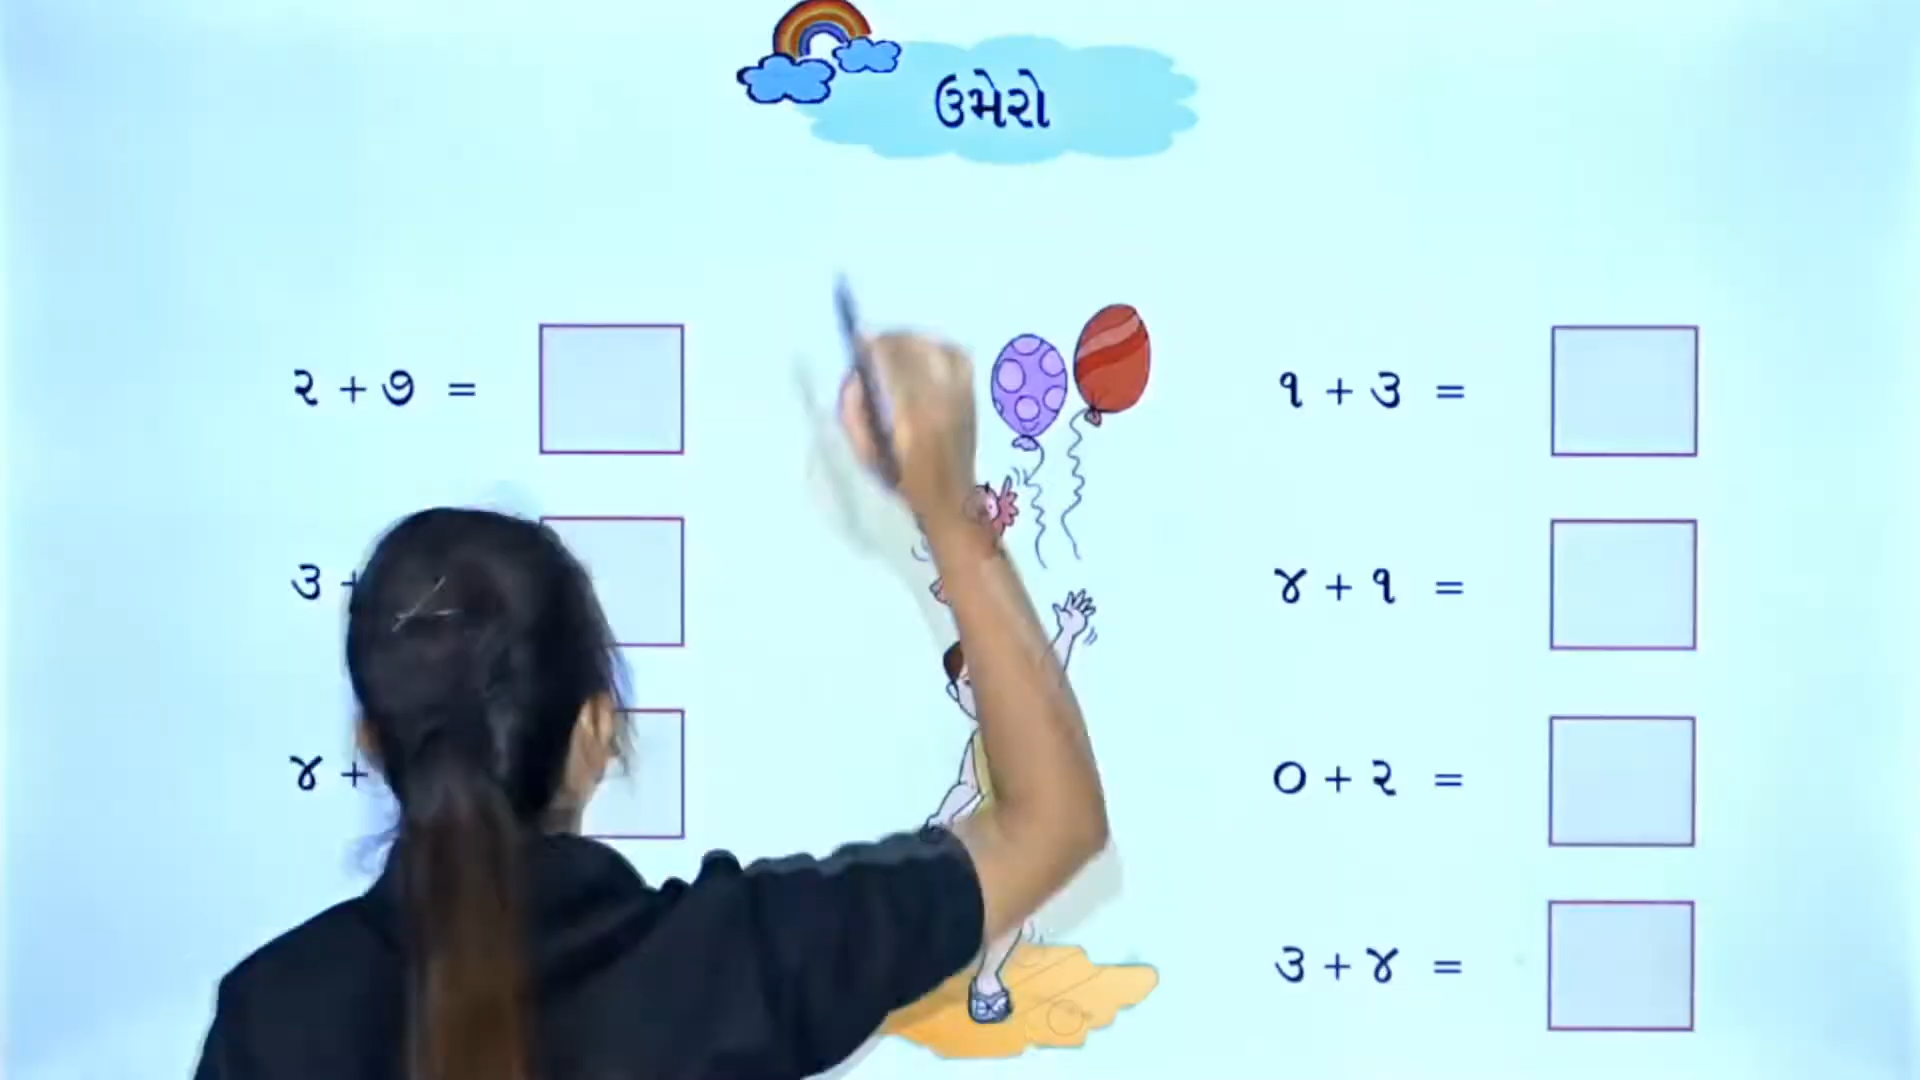 ઉમેરો
૨ + ૭ =
૧ + ૩ =
૩ +
૪ + ૧ =
૪ +
૦ + ૨ =
૩ + ૪ =